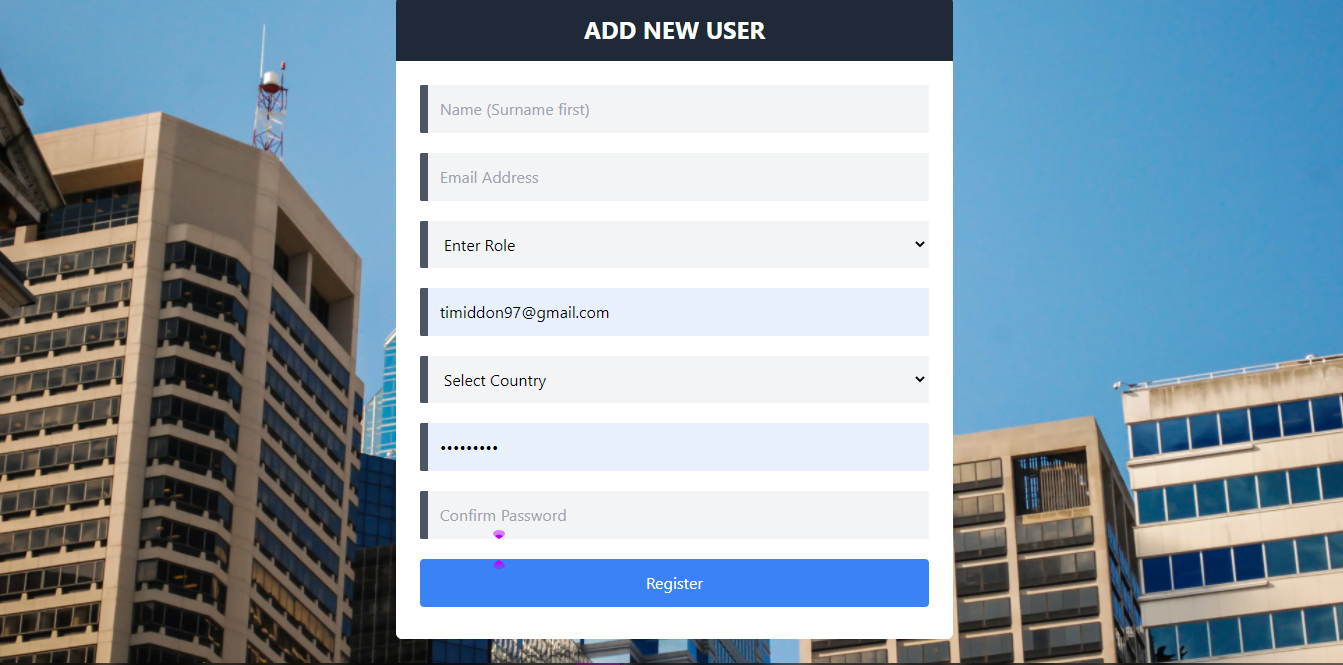 ADD NEW USER
Name (Surname first)
Email Address
Enter Role
timiddon97@gmail.com
Select Country
•••••••••
Confirm Password
Register